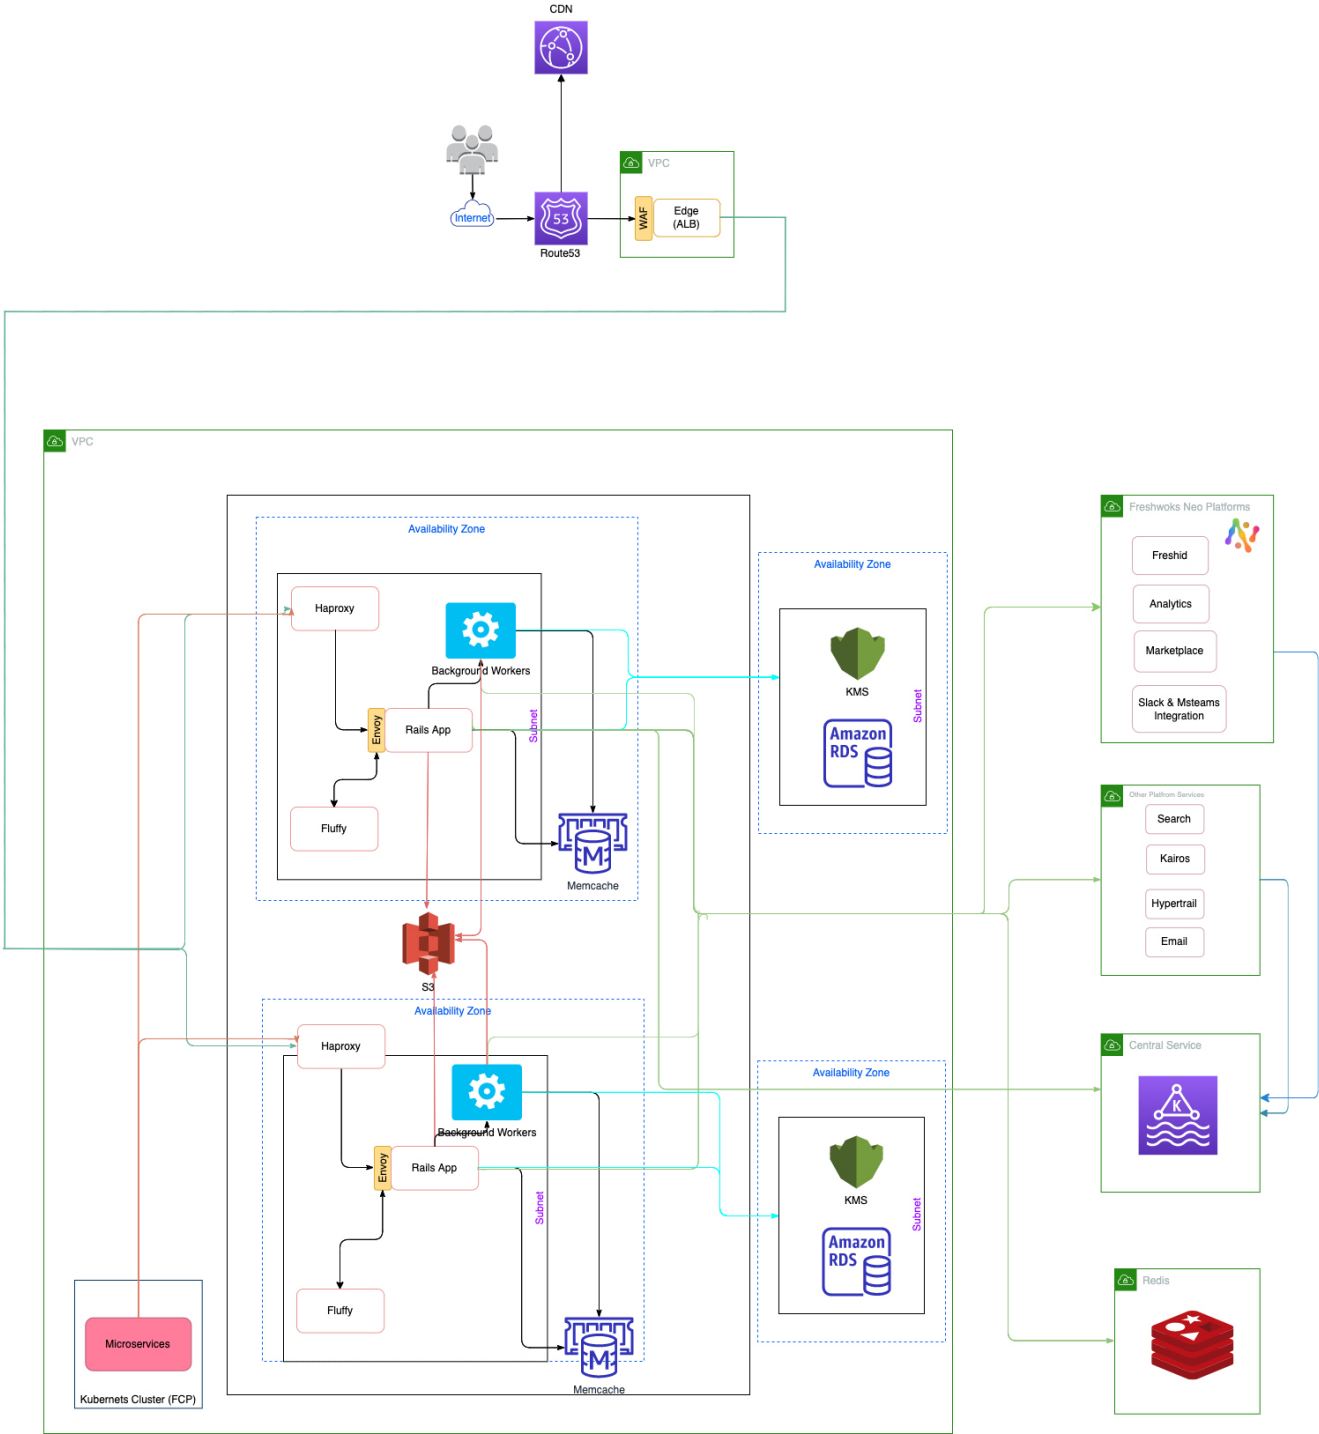 CDN
VPC
Internet
53
WAF
Edge
(ALB)
Route53
VPC
Availability Zone
Haproxy
Background Workers
Envoy
Rails App
Subnet
Fluffy
M
Memcache
Availability Zone
KMS
Subnet
Amazon
RDS
S3
Availability Zone
Haproxy
Background Workers
Envoy
Rails App
Subnet
Fluffy
M
Memcache
Availability Zone
KMS
Subnet
Amazon
RDS
Microservices
Kubernets Cluster (FCP)
Freshwoks Neo Platforms
Freshid
Analytics
Marketplace
Slack & Msteams
Integration
Other Platfrom Services
Search
Kairos
Hypertrail
Email
Central Service
K
Redis